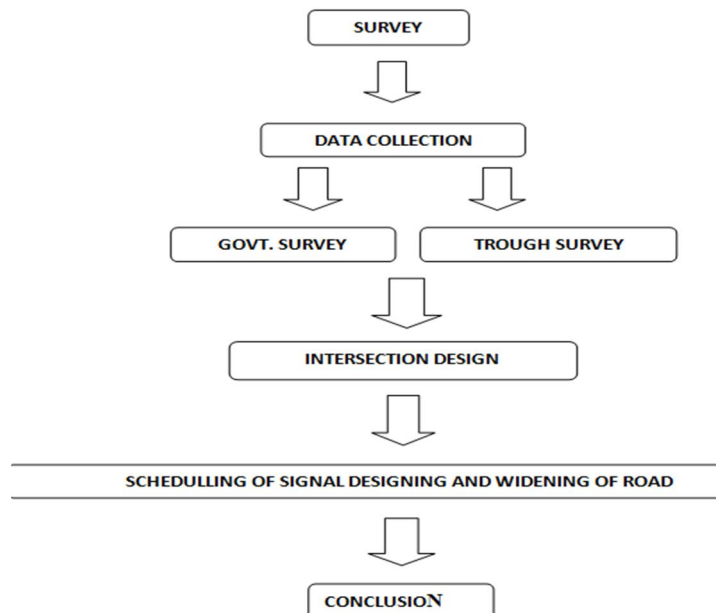 SURVEY
DATA COLLECTION
GOVT. SURVEY
TROUGH SURVEY
INTERSECTION DESIGN
SCHEDULLING OF SIGNAL DESIGNING AND WIDENING OF ROAD
CONCLUSION